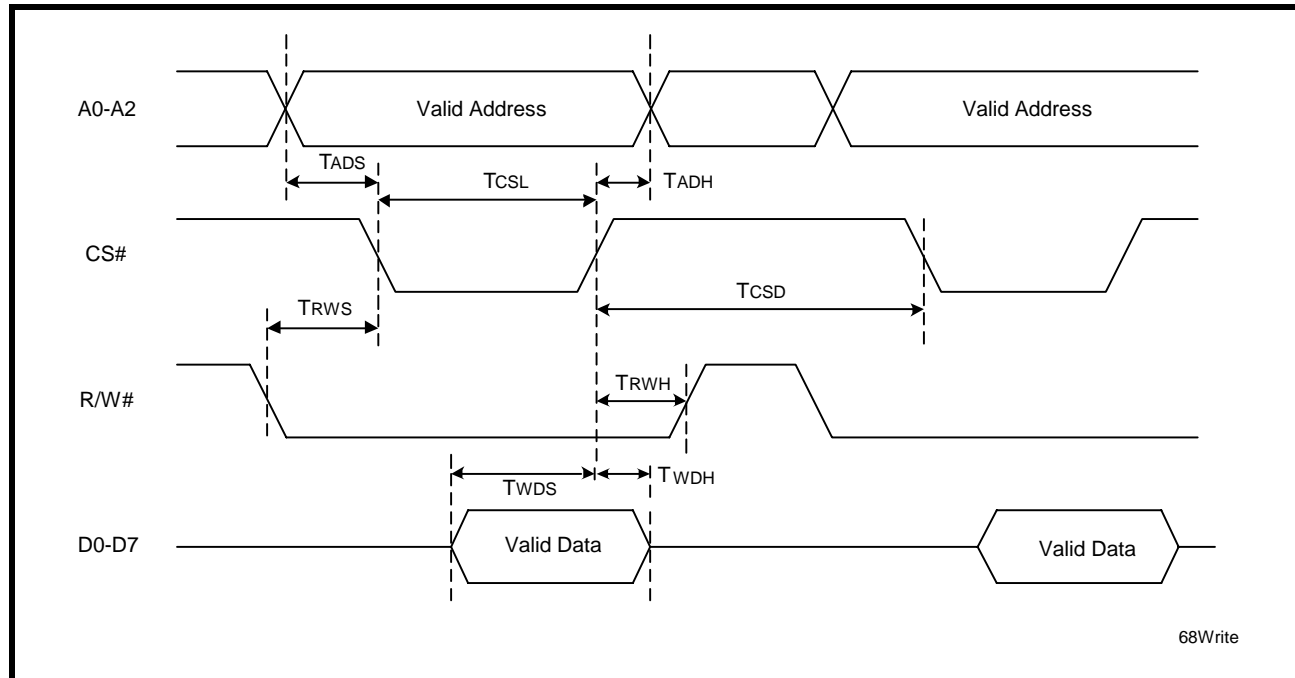 A0-A2
Valid Address
Valid Address
TADS
TCSL
TADH
CS#
TCSD
TRWS
TRWH
R/W#
TWDS
TWDH
D0-D7
Valid Data
Valid Data
68Write